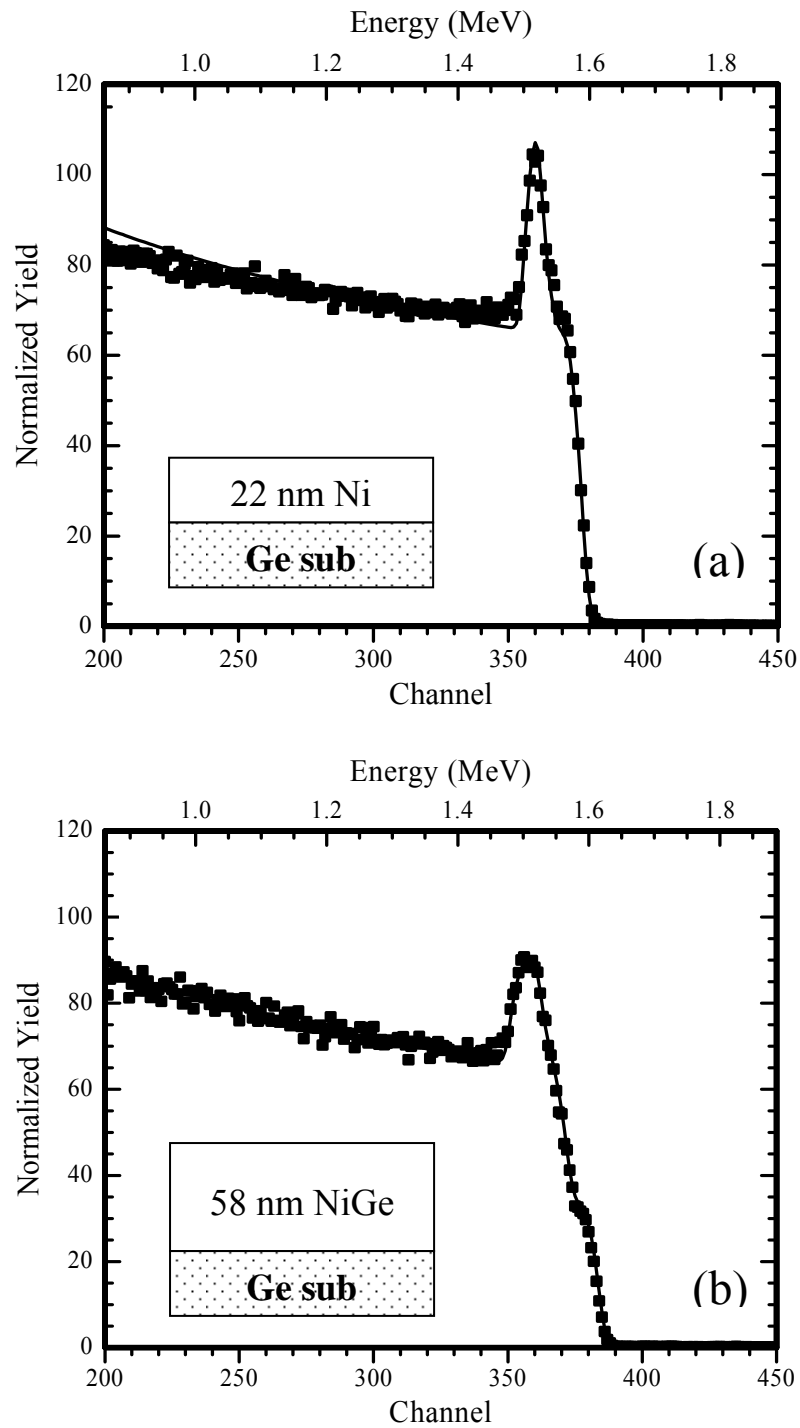 Energy (MeV)
1.0 1.2 1.4 1.6 1.8
120
100
80
60
40
20
0
Normalized Yield
22 nm Ni
Ge sub
(a)
200 250 300 350 400 450
Channel
Energy (MeV)
1.0 1.2 1.4 1.6 1.8
120
100
80
60
40
20
0
Normalized Yield
58 nm NiGe
Ge sub
(b)
200 250 300 350 400 450
Channel